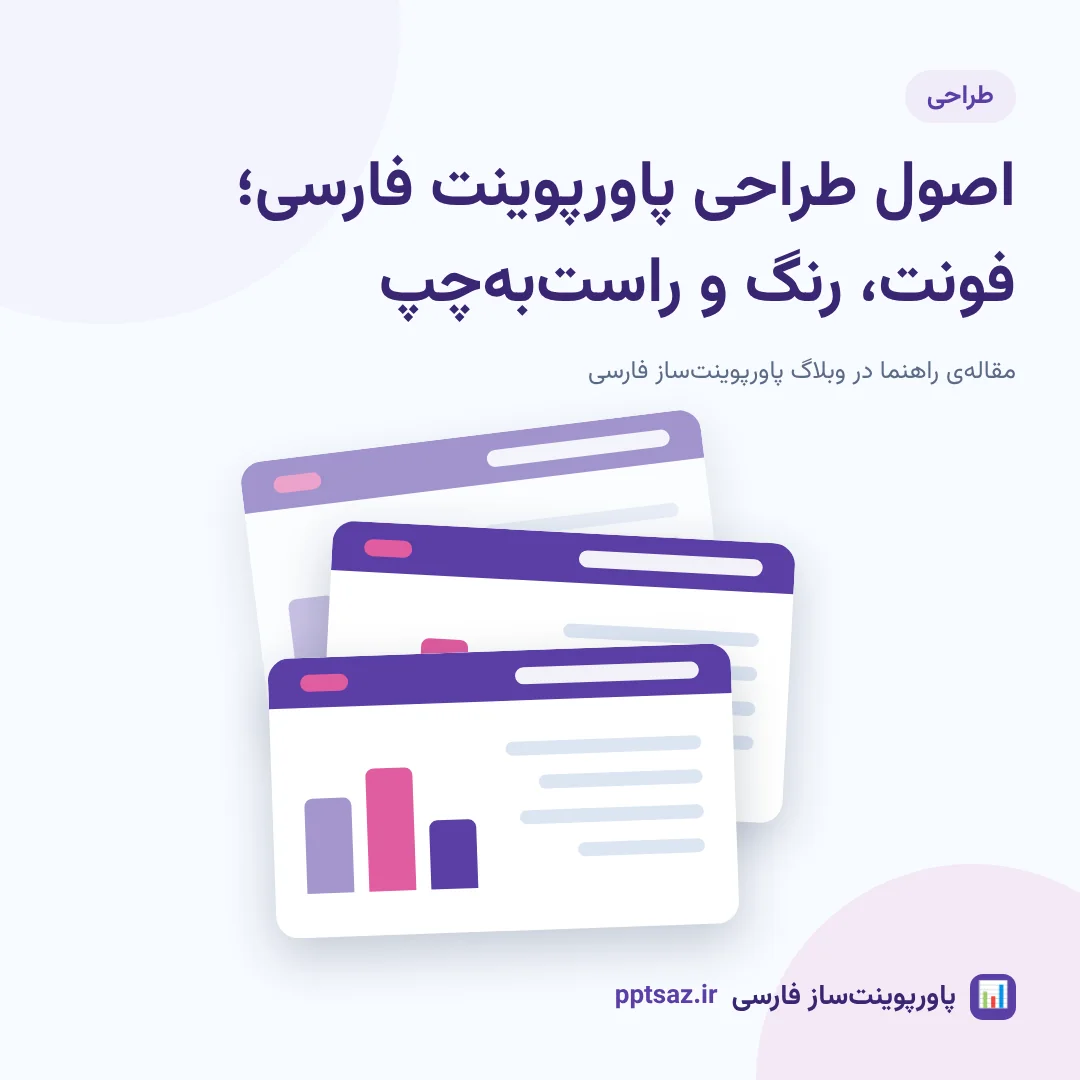 طراحی
اصول طراحی پاورپوینت فارسی؛
فونت، رنگ و راست‌به‌چپ
مقاله‌ی راهنما در وبلاگ پاورپوینت‌ساز فارسی
پاورپوینت‌ساز فارسی pptsaz.ir